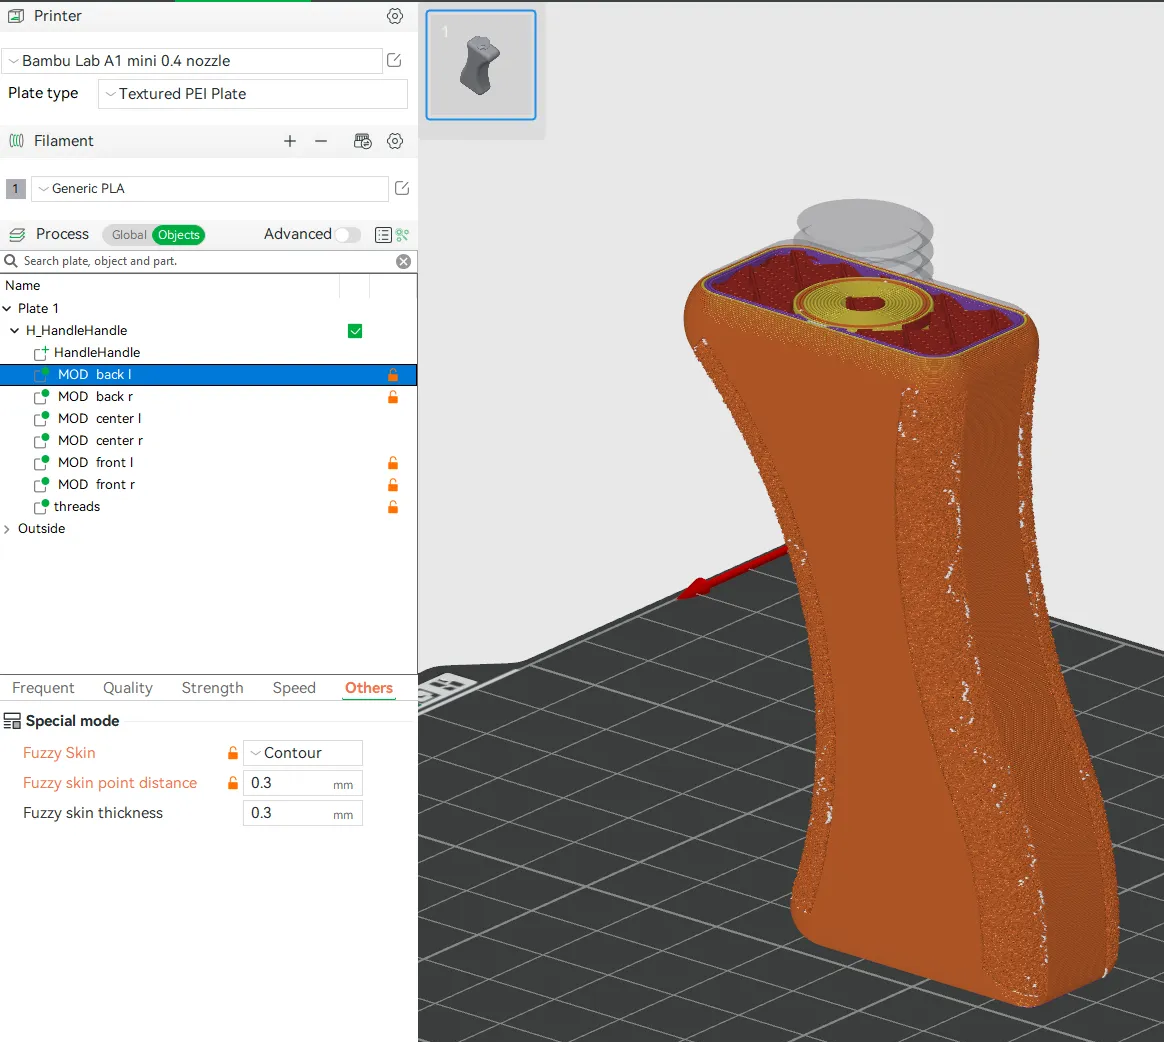 Printer
Bambu Lab A1 mini 0.4 nozzle
Plate type
Textured PEI Plate
Filament
1
Generic PLA
Process
Global
Objects
Advanced
Search plate, object and part.
Name
Plate 1
H_HandleHandle
HandleHandle
MOD back l
MOD back r
MOD center l
MOD center r
MOD front l
MOD front r
threads
Outside
Frequent
Quality
Strength
Speed
Others
Special mode
Fuzzy Skin
Contour
Fuzzy skin point distance
0.3 mm
Fuzzy skin thickness
0.3 mm
1